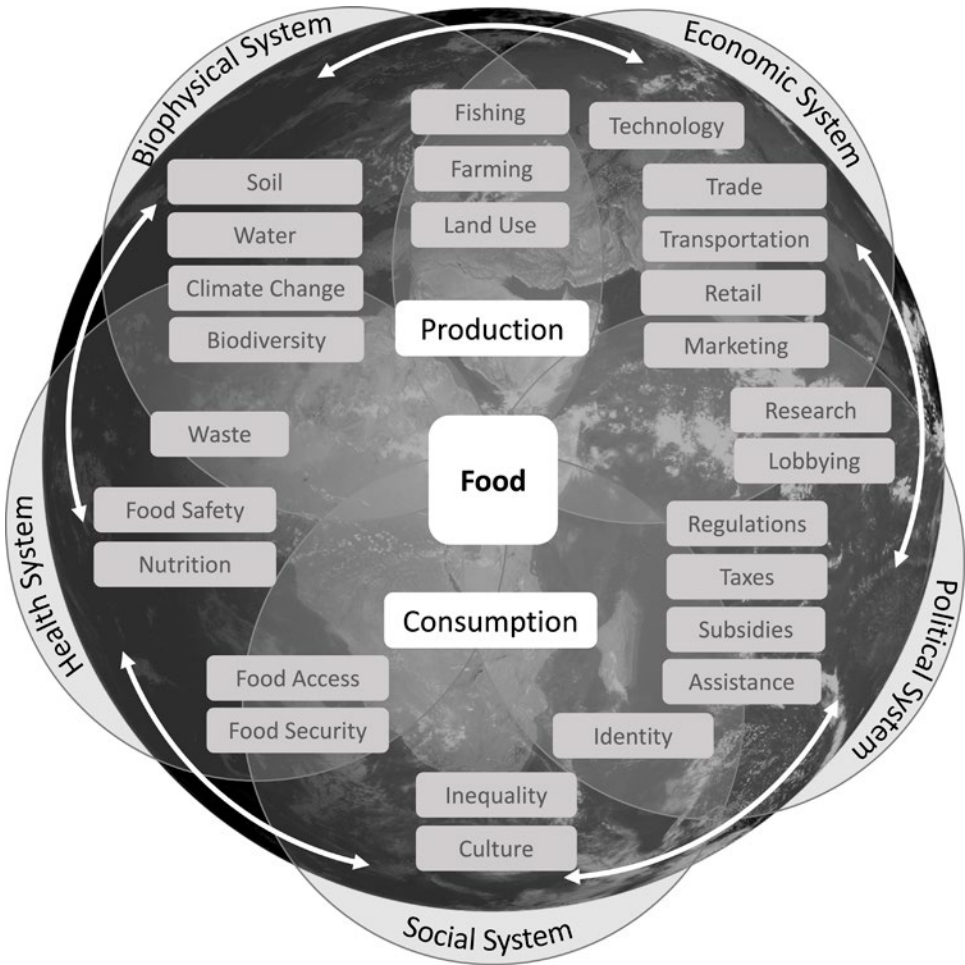 Biophysical System
Economic System
Fishing
Technology
Farming
Soil
Trade
Land Use
Water
Transportation
Climate Change
Retail
Production
Biodiversity
Marketing
Research
Waste
Lobbying
Food
Food Safety
Regulations
Nutrition
Taxes
Health System
Political System
Consumption
Subsidies
Food Access
Assistance
Food Security
Identity
Inequality
Culture
Social System